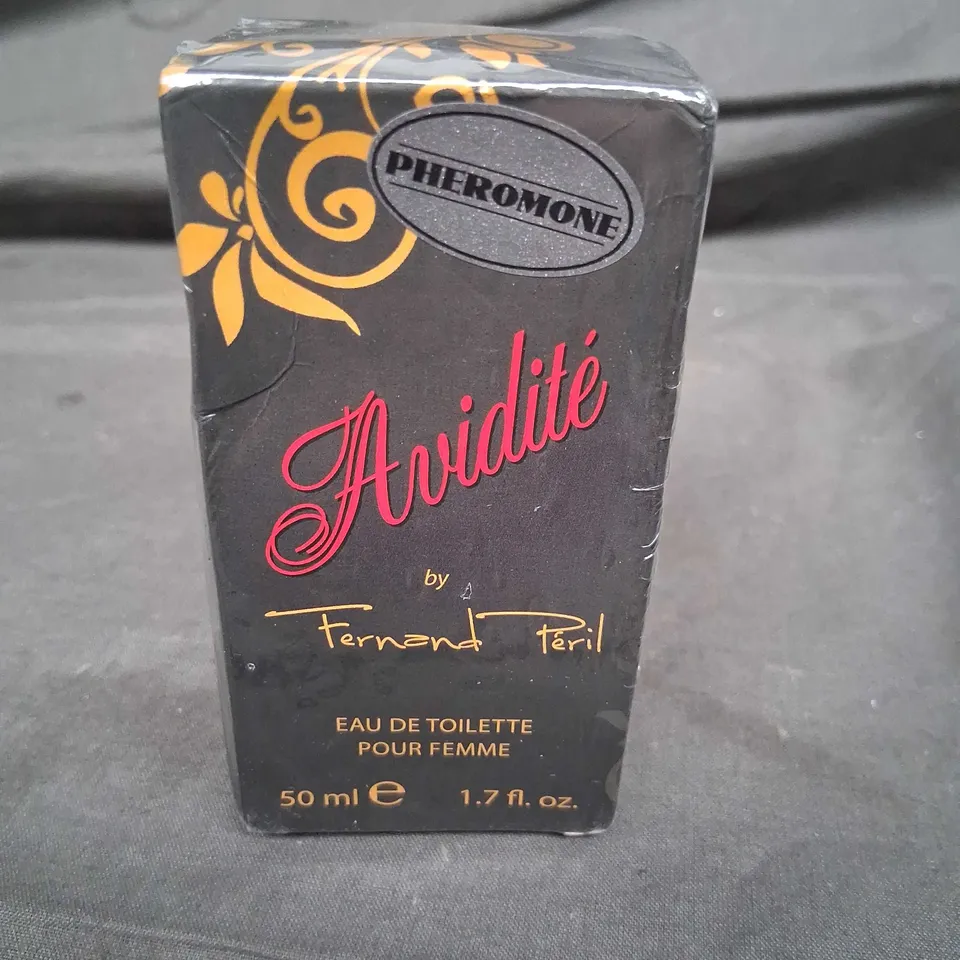 PHEROMONE
Avidité
by
Fernand Péril
EAU DE TOILETTE
POUR FEMME
50 ml ℮ 1.7 fl. oz.